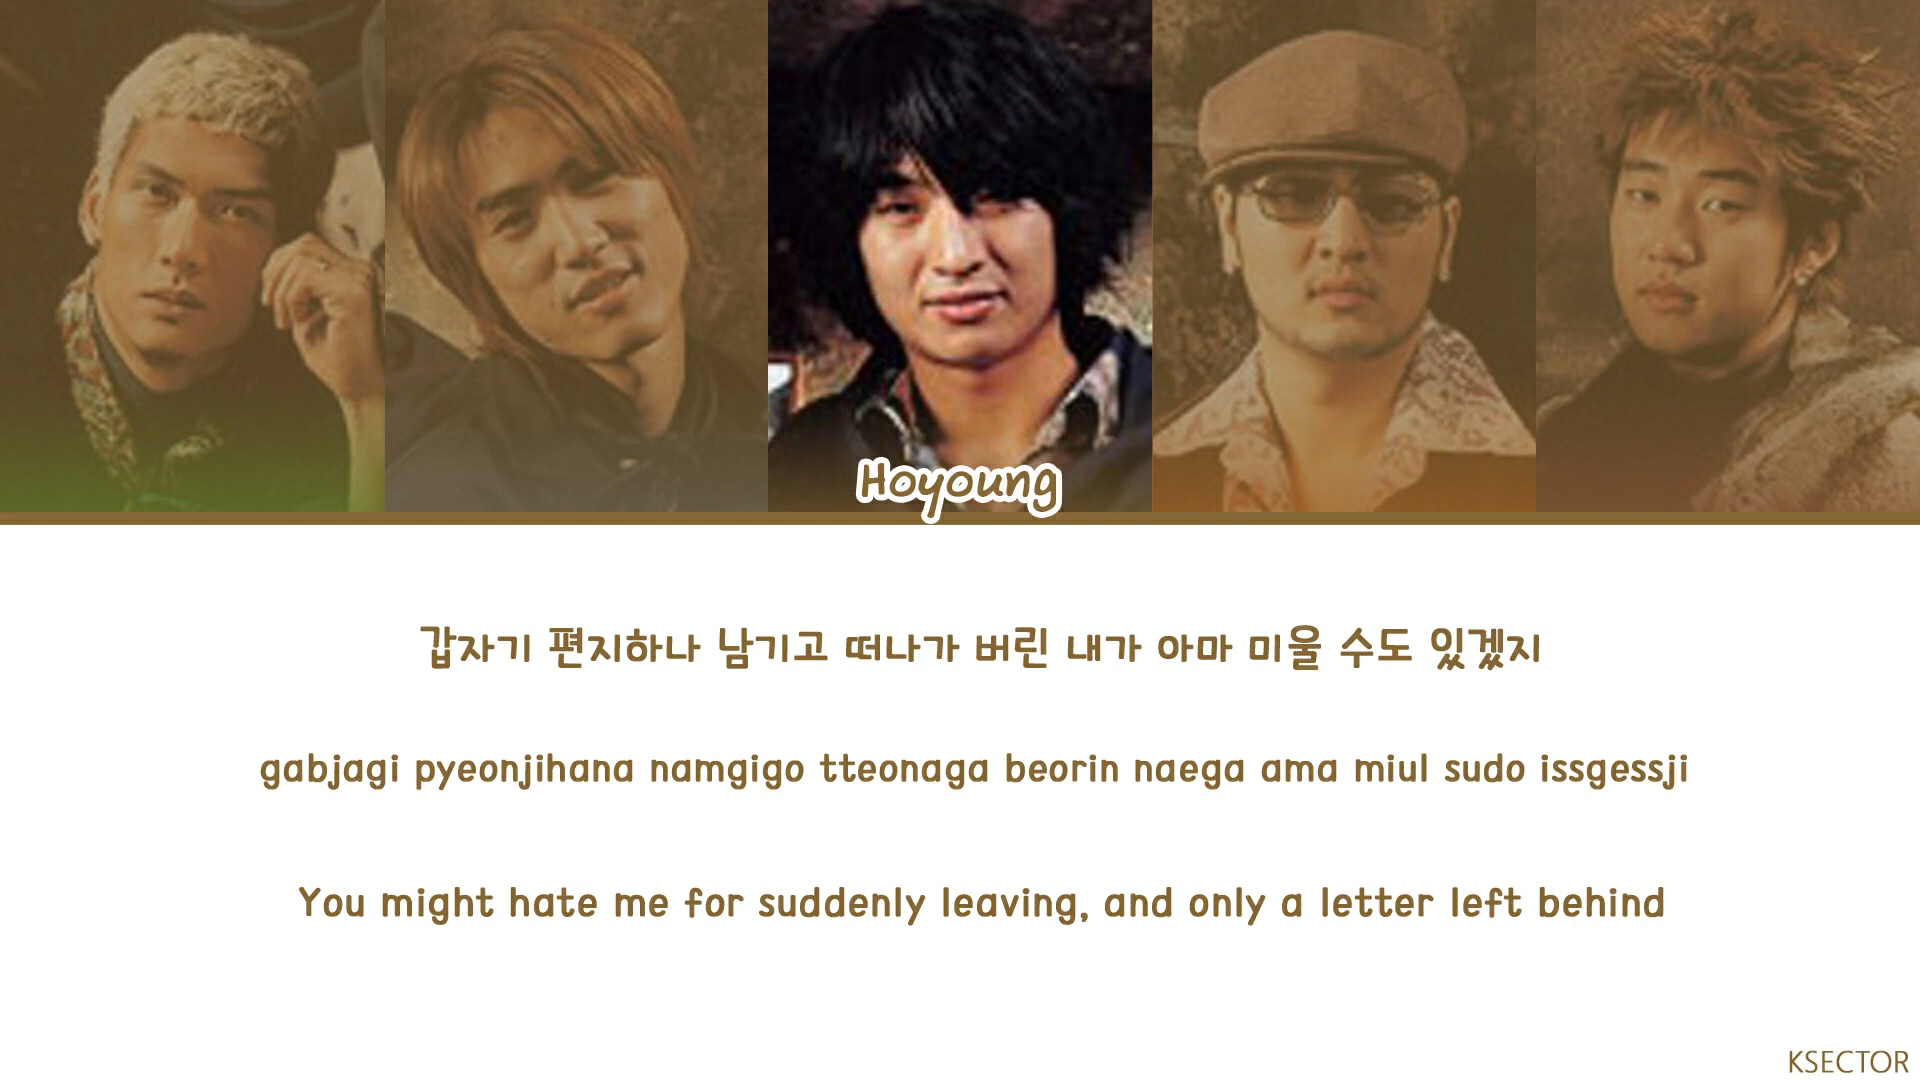 Hoyoung
갑자기 편지하나 남기고 떠나가 버린 내가 아마 미울 수도 있겠지
gabjagi pyeonjihana namgigo tteonaga beorin naega ama miul sudo issgessji
You might hate me for suddenly leaving, and only a letter left behind
KSECTOR